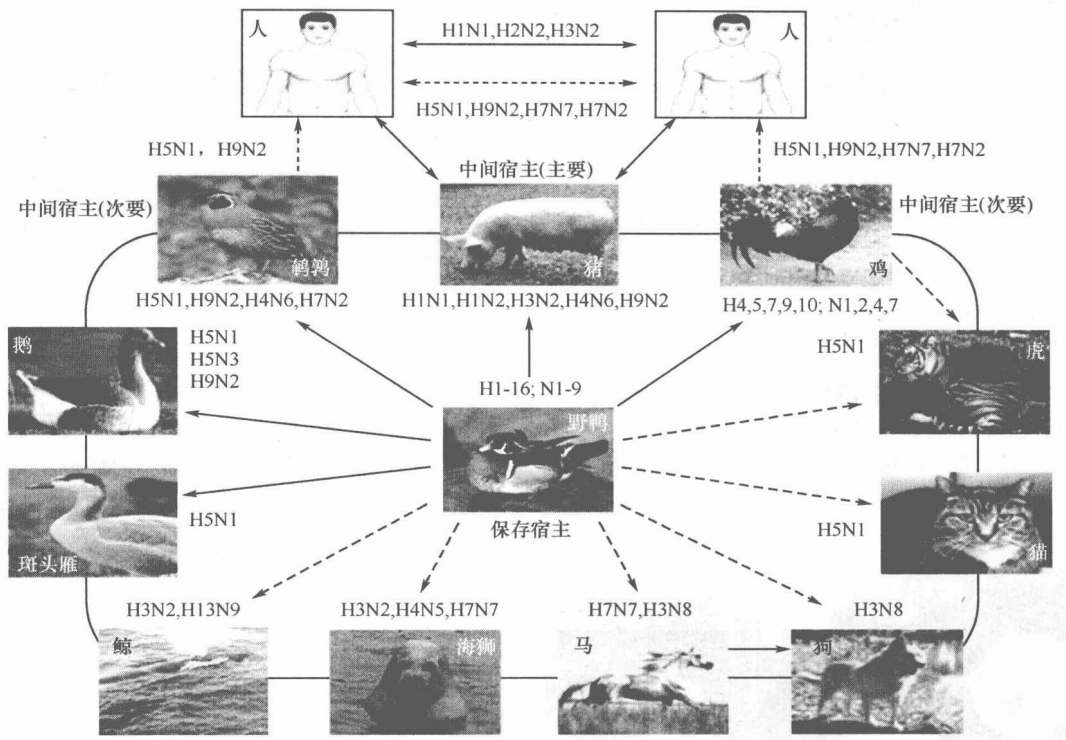 人
H1N1,H2N2,H3N2
人
H5N1,H9N2,H7N7,H7N2
H5N1，H9N2
中间宿主(主要)
H5N1,H9N2,H7N7,H7N2
中间宿主(次要)
中间宿主(次要)
鹌鹑
猪
鸡
H5N1,H9N2,H4N6,H7N2
H1N1,H1N2,H3N2,H4N6,H9N2
H4,5,7,9,10; N1,2,4,7
鹅
H5N1
H5N3
H9N2
H5N1
虎
H1-16; N1-9
野鸭
H5N1
H5N1
保存宿主
斑头雁
猫
H3N2,H13N9
H3N2,H4N5,H7N7
H7N7,H3N8
H3N8
鲸
海狮
马
狗